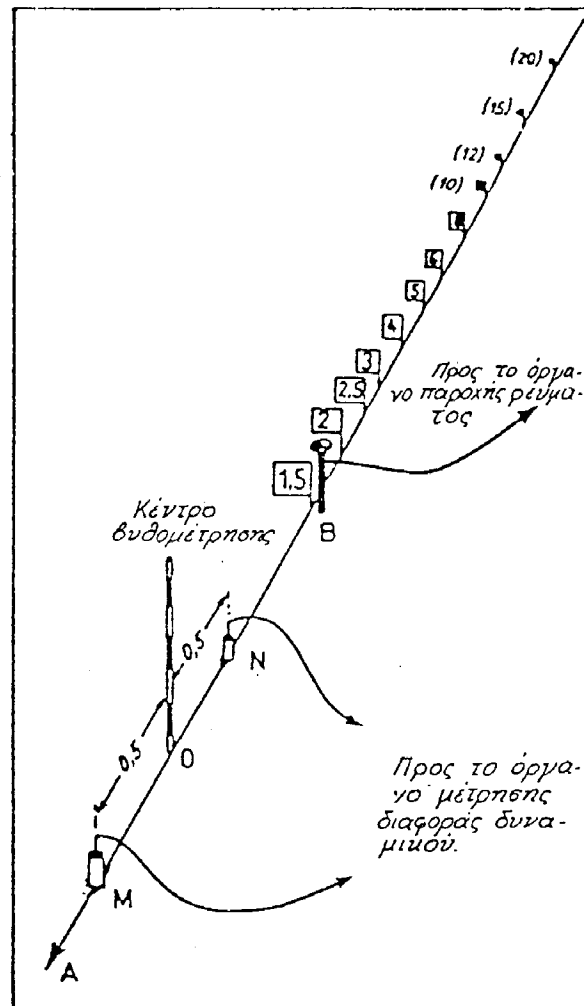 (20)
(15)
(12)
(10)
6
5
4
3
2.5
2
1.5
Προς το όργα-
νο παροχής ρεύμα-
τος
B
Κέντρο
βυθομέτρησης
0,5
N
0,5
O
Προς το όργα-
νο μέτρησης
διαφοράς δυνα-
μικού.
M
A